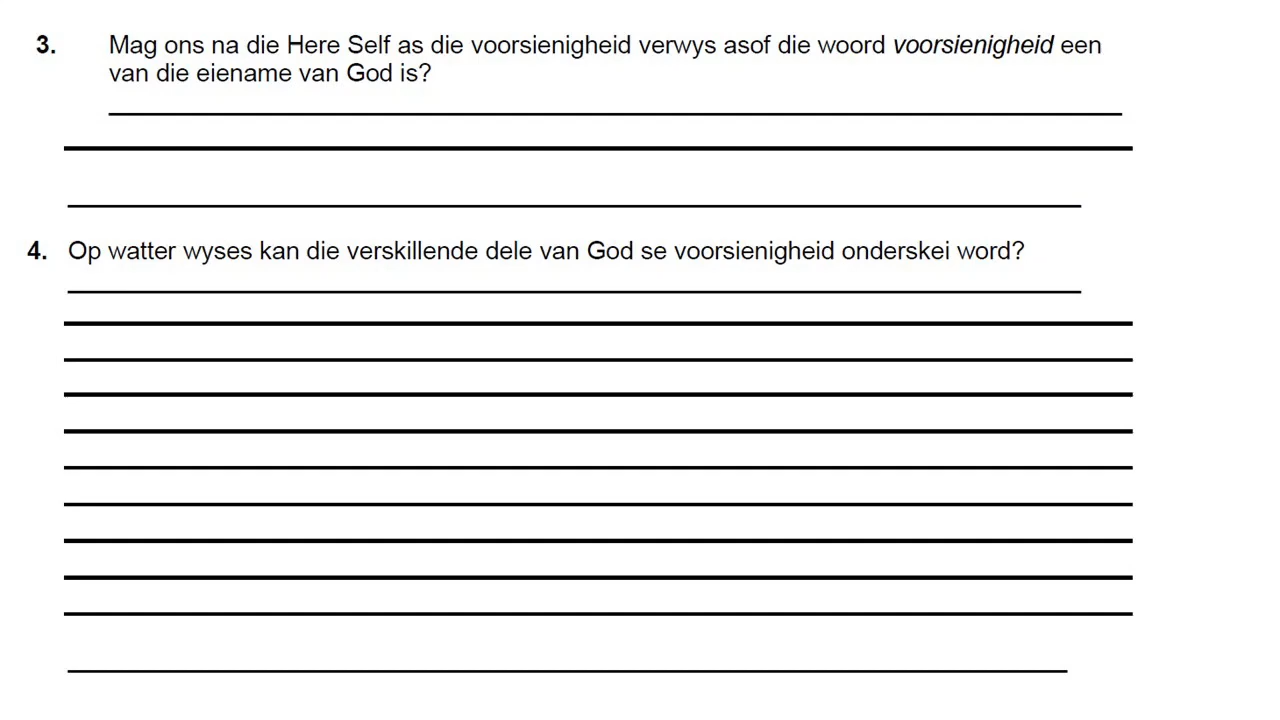 3. Mag ons na die Here Self as die voorsienigheid verwys asof die woord voorsienigheid een
van die eiename van God is?
4. Op watter wyses kan die verskillende dele van God se voorsienigheid onderskei word?